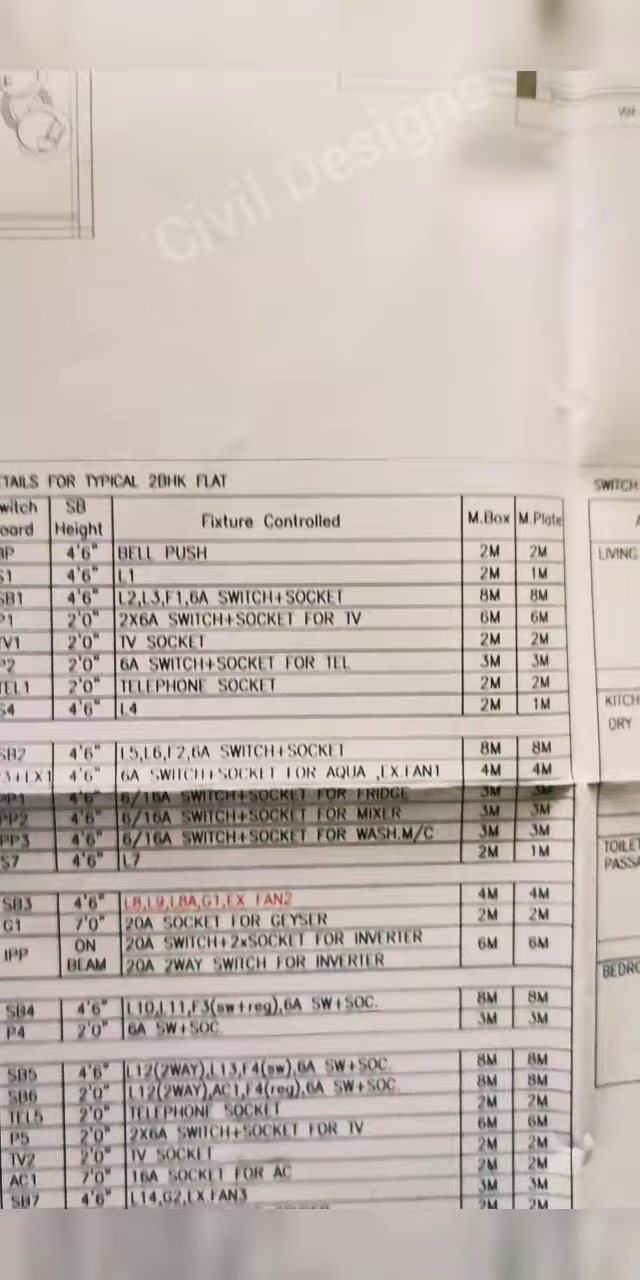 Civil Designs
TAILS FOR TYPICAL 2BHK FLAT
SWITCH
witch oard SB Height Fixture Controlled M.Box M.Plate
BP 4'6" BELL PUSH 2M 2M
LIVING
S1 4'6" L1 2M 1M
SB1 4'6" L2,L3,F1,6A SWITCH+SOCKET 8M 8M
P1 2'0" 2X6A SWITCH+SOCKET FOR TV 6M 6M
TV1 2'0" TV SOCKET 2M 2M
P2 2'0" 6A SWITCH+SOCKET FOR TEL 3M 3M
TEL1 2'0" TELEPHONE SOCKET 2M 2M
S4 4'6" L4 2M 1M
KITCH
DRY
SB2 4'6" L5,L6,F2,6A SWITCH+SOCKET 8M 8M
3+EX1 4'6" 6A SWITCH+SOCKET FOR AQUA ,EX.FAN1 4M 4M
PP1 4'6" 6/16A SWITCH+SOCKET FOR FRIDGE 3M 3M
PP2 4'6" 6/16A SWITCH+SOCKET FOR MIXER 3M 3M
PP3 4'6" 6/16A SWITCH+SOCKET FOR WASH.M/C 3M 3M
S7 4'6" L7 2M 1M
TOILET
PASSA
SB3 4'6" L8,L9,L8A,G1,EX FAN2 4M 4M
G1 7'0" 20A SOCKET FOR GEYSER 2M 2M
IPP ON BEAM 20A SWITCH+2xSOCKET FOR INVERTER 6M 6M
20A 2WAY SWITCH FOR INVERTER
BEDRO
SB4 4'6" L10,L11,F3(sw+reg),6A SW+SOC. 8M 8M
P4 2'0" 6A SW+SOC. 3M 3M
SB5 4'6" L12(2WAY),L13,F4(sw),6A SW+SOC. 8M 8M
SB6 2'0" L12(2WAY),AC1,F4(reg),6A SW+SOC. 8M 8M
TEL5 2'0" TELEPHONE SOCKET 2M 2M
P5 2'0" 2X6A SWITCH+SOCKET FOR TV 6M 6M
TV2 2'0" TV SOCKET 2M 2M
AC1 7'0" 16A SOCKET FOR AC 2M 2M
SB7 4'6" L14,G2,EX.FAN3 3M 3M
2M 2M